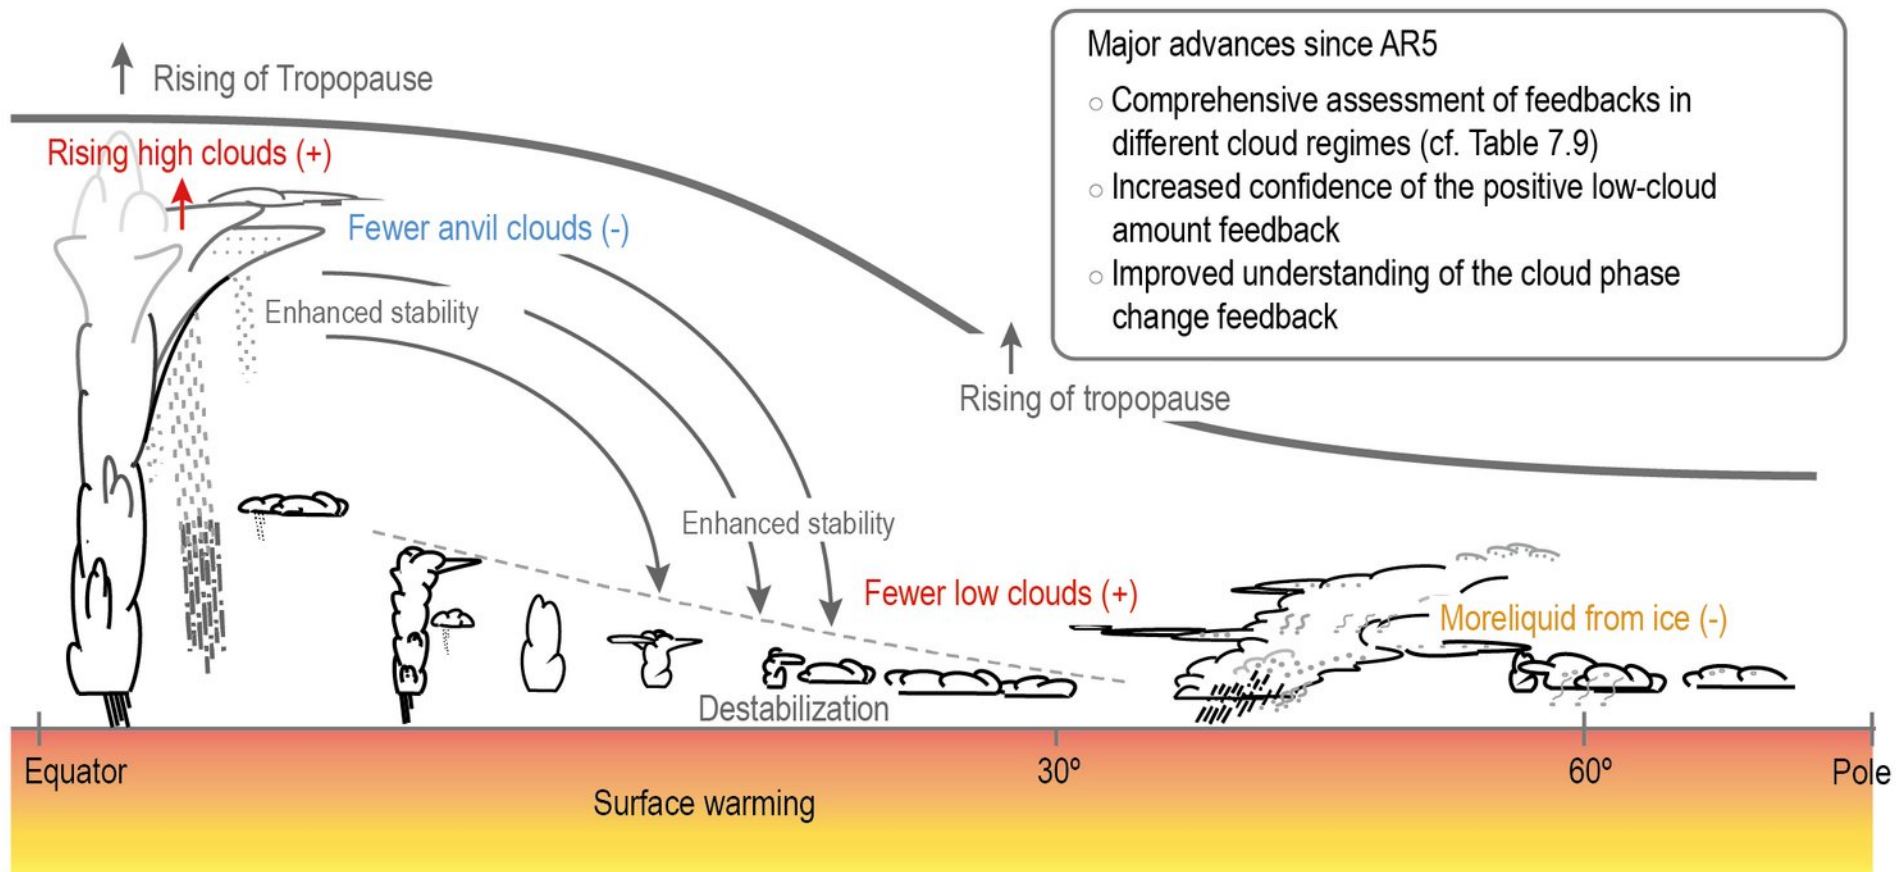 Rising of Tropopause
Rising high clouds (+)
Fewer anvil clouds (-)
Enhanced stability
Major advances since AR5
○ Comprehensive assessment of feedbacks in
different cloud regimes (cf. Table 7.9)
○ Increased confidence of the positive low-cloud
amount feedback
○ Improved understanding of the cloud phase
change feedback
Rising of tropopause
Enhanced stability
Fewer low clouds (+)
Moreliquid from ice (-)
Destabilization
Equator
30º
60º
Pole
Surface warming